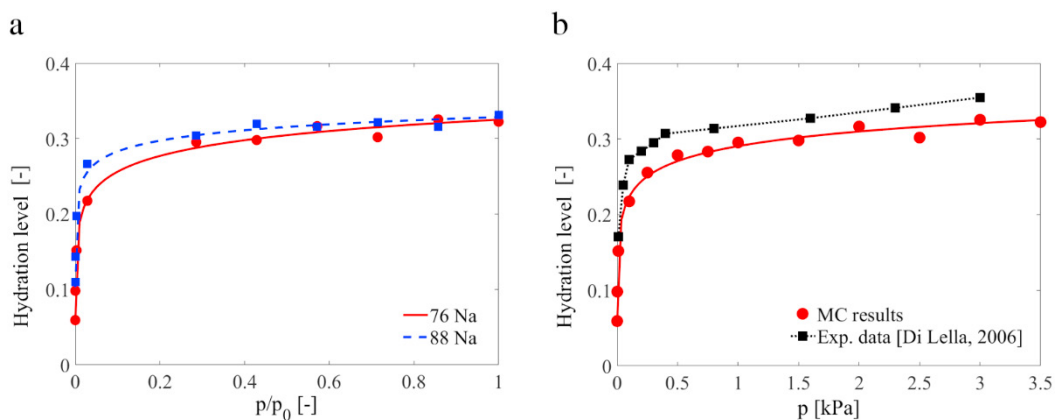 a
b
Hydration level [-]
0.4
0.3
0.2
0.1
0
0
0.2
0.4
0.6
0.8
1
p/p0 [-]
76 Na
88 Na
Hydration level [-]
0.4
0.3
0.2
0.1
0
0
0.5
1
1.5
2
2.5
3
3.5
p [kPa]
MC results
Exp. data [Di Lella, 2006]